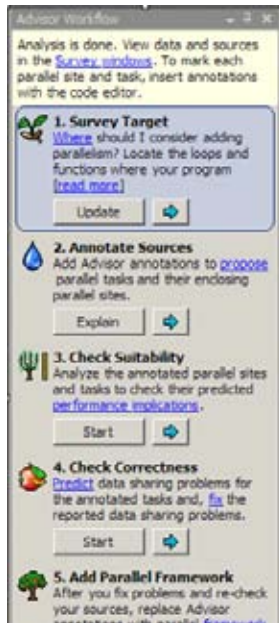 Advisor Workflow
Analysis is done. View data and sources
in the Survey windows. To mark each
parallel site and task, insert annotations
with the code editor.
1. Survey Target
Where should I consider adding
parallelism? Locate the loops and
functions where your program
[read more]
Update
2. Annotate Sources
Add Advisor annotations to propose
parallel tasks and their enclosing
parallel sites.
Explain
3. Check Suitability
Analyze the annotated parallel sites
and tasks to check their predicted
performance implications.
Start
4. Check Correctness
Predict data sharing problems for
the annotated tasks and, fix the
reported data sharing problems.
Start
5. Add Parallel Framework
After you fix problems and re-check
your sources, replace Advisor
annotations with parallel framework